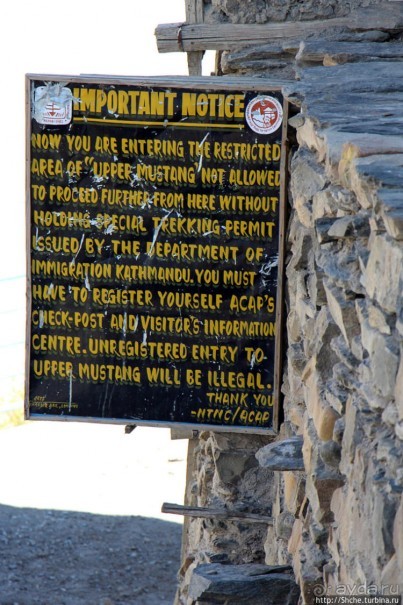 IMPORTANT NOTICE
NOW YOU ARE ENTERING THE RESTRICTED
AREA OF "UPPER MUSTANG" NOT ALLOWED
TO PROCEED FURTHER FROM HERE WITHOUT
HOLDING SPECIAL TREKKING PERMIT
ISSUED BY THE DEPARTMENT OF
IMMIGRATION KATHMANDU. YOU MUST
HAVE TO REGISTER YOURSELF ACAP'S
CHECK-POST AND VISITOR'S INFORMATION
CENTRE. UNREGISTERED ENTRY TO
UPPER MUSTANG WILL BE ILLEGAL.
THANK YOU
-NTNC/ACAP
http://5hche.turbina.ru